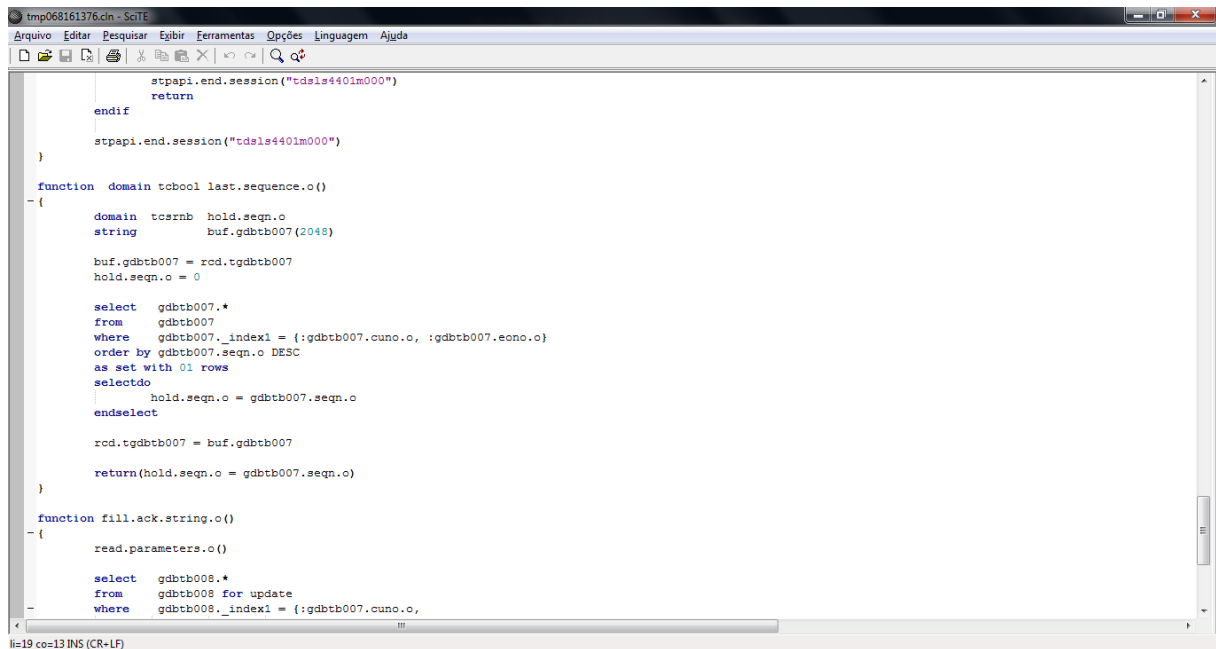 tmp068161376.cln - SciTE
Arquivo Editar Pesquisar Exibir Ferramentas Opções Linguagem Ajuda
stpapi.end.session("tdsls4401m000")
return
endif
stpapi.end.session("tdsls4401m000")
}
function domain tcbool last.sequence.o()
{
domain tcsrnb hold.seqn.o
string buf.gdbtb007(2048)
buf.gdbtb007 = rcd.tgdbtb007
hold.seqn.o = 0
select gdbtb007.*
from gdbtb007
where gdbtb007._index1 = {:gdbtb007.cuno.o, :gdbtb007.eono.o}
order by gdbtb007.seqn.o DESC
as set with 01 rows
selectdo
hold.seqn.o = gdbtb007.seqn.o
endselect
rcd.tgdbtb007 = buf.gdbtb007
return(hold.seqn.o = gdbtb007.seqn.o)
}
function fill.ack.string.o()
{
read.parameters.o()
select gdbtb008.*
from gdbtb008 for update
where gdbtb008._index1 = {:gdbtb007.cuno.o,
li=19 co=13 INS (CR+LF)